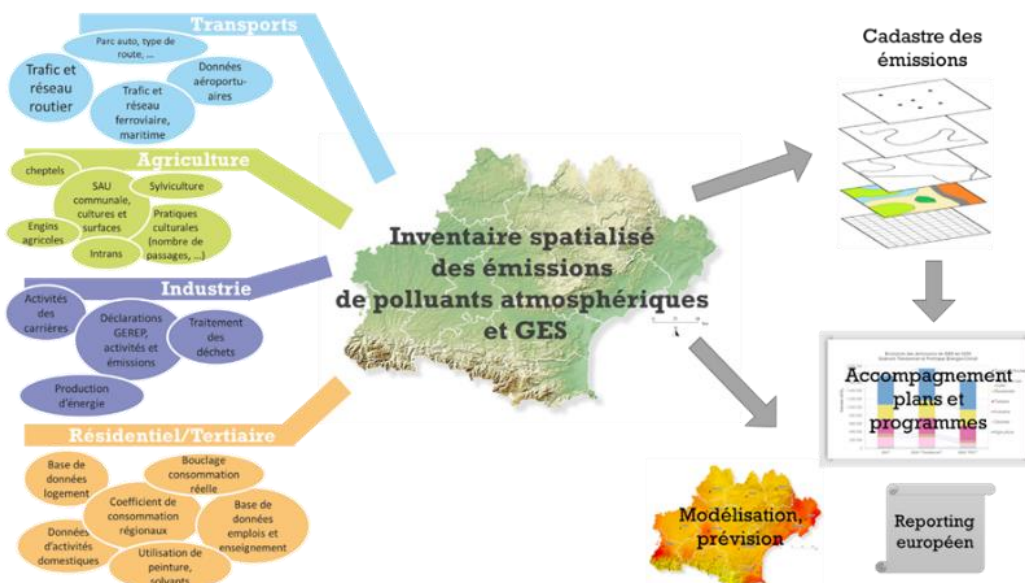 Transports
Parc auto, type de
route, ...
Trafic et
réseau
routier
Données
aéroportu-
aires
Trafic et
réseau
ferroviaire,
maritime
Agriculture
cheptels
SAU
communale,
cultures et
surfaces
Sylviculture
Engins
agricoles
Pratiques
culturales
(nombre de
passages, ...)
Intrans
Industrie
Activités
des
carrières
Déclarations
GEREP,
activités et
émissions
Traitement
des
déchets
Production
d'énergie
Résidentiel/Tertiaire
Base de
données
logement
Bouclage
consommation
réelle
Coefficient de
consommation
régionaux
Base de
données
emplois et
enseignement
Données
d'activités
domestiques
Utilisation de
peinture,
solvants
Inventaire spatialisé
des émissions
de polluants atmosphériques
et GES
Cadastre des
émissions
Accompagnement
plans et
programmes
Modélisation,
prévision
Reporting
européen